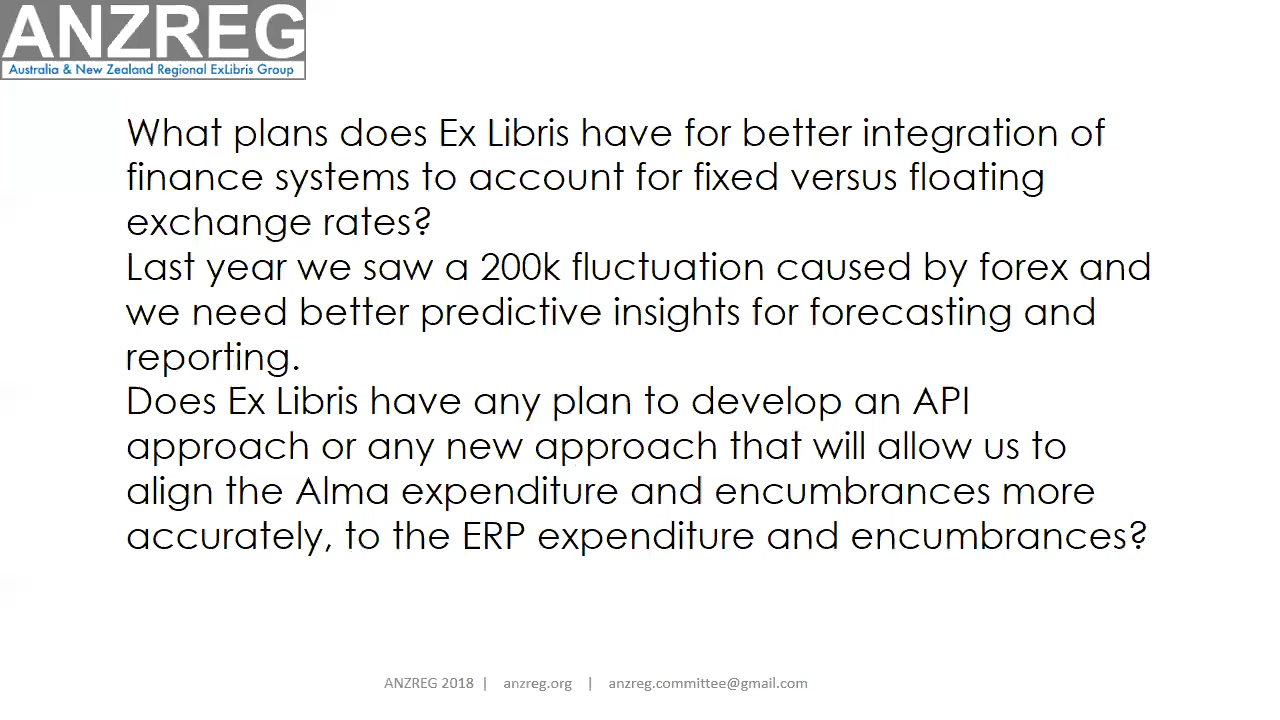 ANZREG
Australia & New Zealand Regional ExLibris Group
What plans does Ex Libris have for better integration of
finance systems to account for fixed versus floating
exchange rates?
Last year we saw a 200k fluctuation caused by forex and
we need better predictive insights for forecasting and
reporting.
Does Ex Libris have any plan to develop an API
approach or any new approach that will allow us to
align the Alma expenditure and encumbrances more
accurately, to the ERP expenditure and encumbrances?
ANZREG 2018 | anzreg.org | anzreg.committee@gmail.com